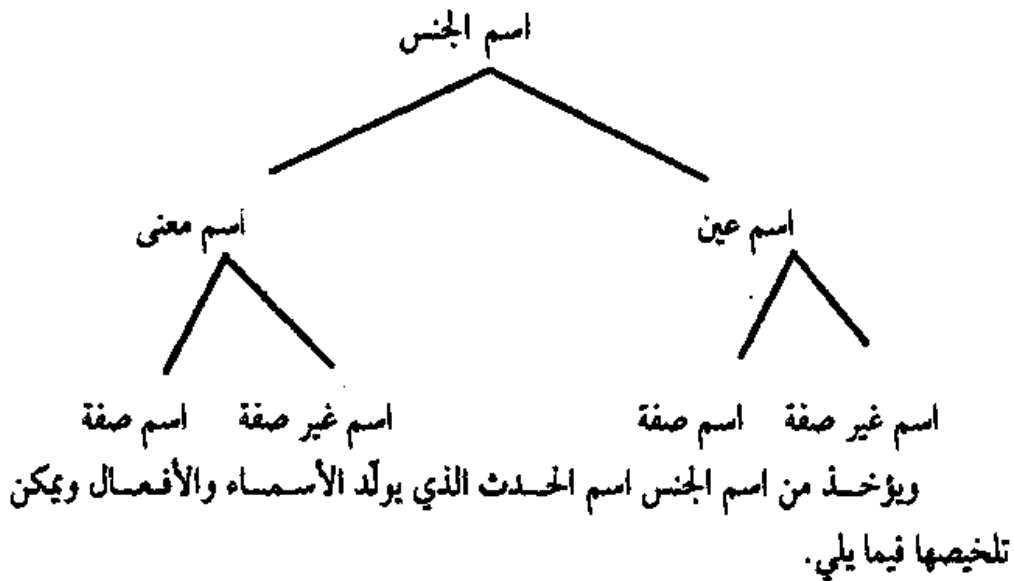 اسم الجنس
اسم عين    أسم معنى
اسم غير صفة    اسم صفة    اسم غير صفة    اسم صفة
ويؤخذ من اسم الجنس اسم الحدث الذي يولّد الأسماء والأفعال ويمكن
تلخيصها فيما يلي.